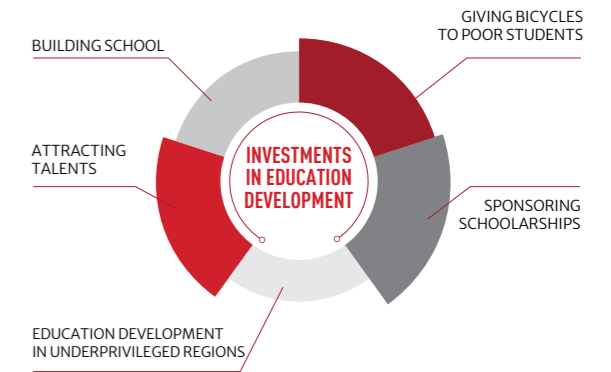 GIVING BICYCLES
TO POOR STUDENTS
BUILDING SCHOOL
ATTRACTING
TALENTS
INVESTMENTS
IN EDUCATION
DEVELOPMENT
SPONSORING
SCHOOLARSHIPS
EDUCATION DEVELOPMENT
IN UNDERPRIVILEGED REGIONS